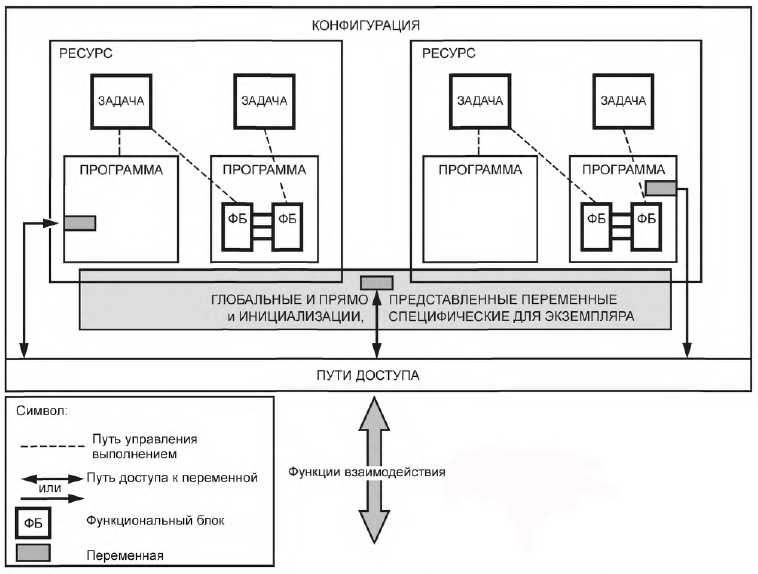 КОНФИГУРАЦИЯ
РЕСУРС
РЕСУРС
ЗАДАЧА
ЗАДАЧА
ЗАДАЧА
ЗАДАЧА
ПРОГРАММА
ПРОГРАММА
ПРОГРАММА
ПРОГРАММА
ФБ
ФБ
ФБ
ФБ
ГЛОБАЛЬНЫЕ И ПРЯМО ПРЕДСТАВЛЕННЫЕ ПЕРЕМЕННЫЕ
и ИНИЦИАЛИЗАЦИИ, СПЕЦИФИЧЕСКИЕ ДЛЯ ЭКЗЕМПЛЯРА
ПУТИ ДОСТУПА
Символ:
Путь управления
выполнением
Путь доступа к переменной
или
ФБ
Функциональный блок
Переменная
Функции взаимодействия